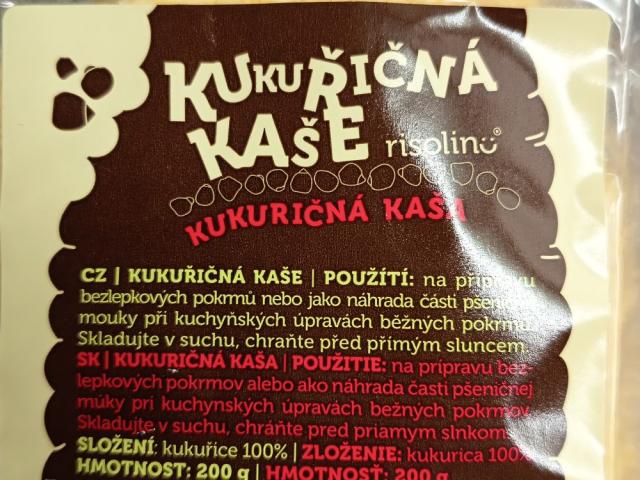 KUKUŘIČNÁ
KAŠE risolino®
KUKURIČNÁ KAŠA
CZ | KUKUŘIČNÁ KAŠE | POUŽÍTÍ: na přípravu
bezlepkových pokrmů nebo jako náhrada části pšeničné
mouky při kuchyňských úpravách běžných pokrmů.
Skladujte v suchu, chraňte před přímým sluncem.
SK | KUKURIČNÁ KAŠA | POUŽITIE: na prípravu bez-
lepkových pokrmov alebo ako náhrada časti pšeničnej
múky pri kuchynských úpravách bežných pokrmov.
Skladujte v suchu, chráňte pred priamym slnkom.
SLOŽENÍ: kukuřice 100% | ZLOŽENIE: kukurica 100%
HMOTNOST: 200 g | HMOTNOSŤ: 200 g